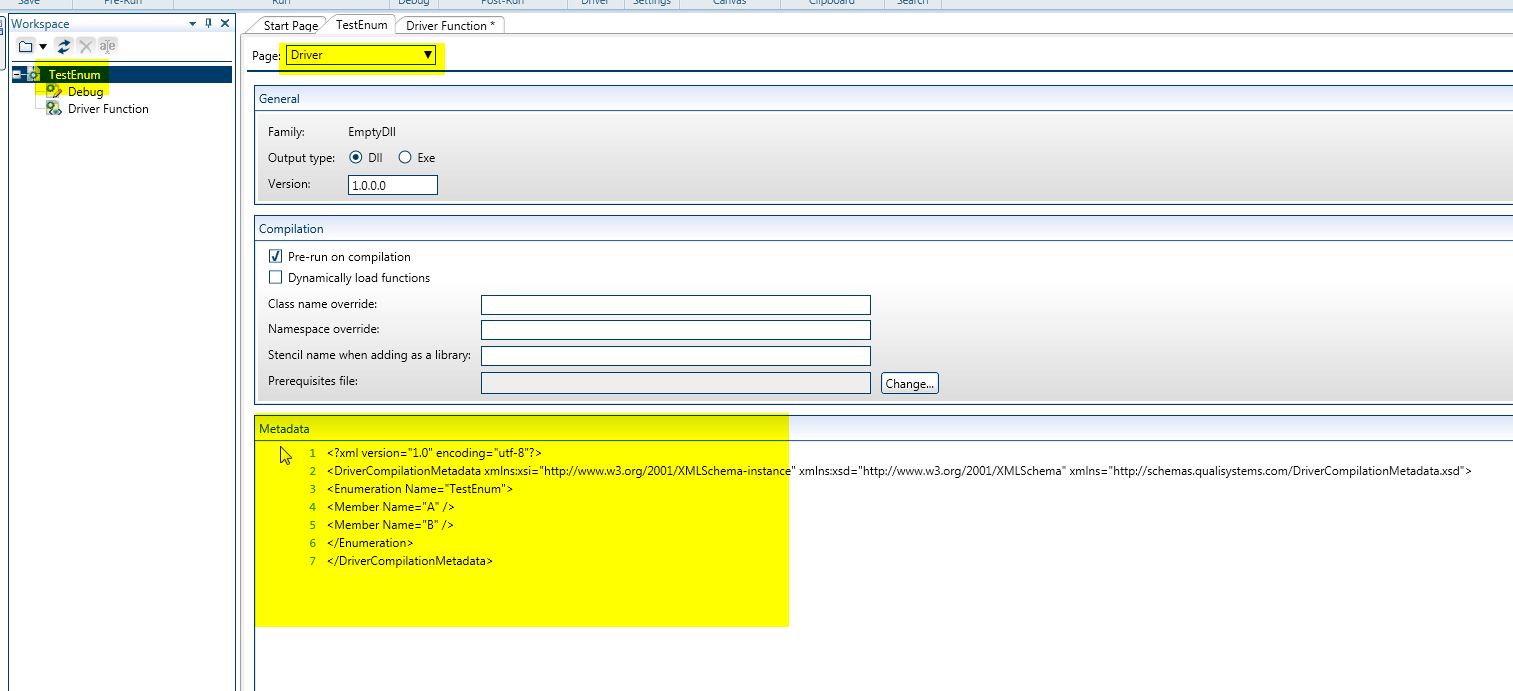 Save Pre-Run Run Debug Post-Run Driver Settings Canvas Clipboard Search
Workspace
TestEnum
Debug
Driver Function
Start Page TestEnum Driver Function *
Page: Driver
General
Family: EmptyDll
Output type: Dll Exe
Version: 1.0.0.0
Compilation
Pre-run on compilation
Dynamically load functions
Class name override:
Namespace override:
Stencil name when adding as a library:
Prerequisites file: Change...
Metadata
1 <?xml version="1.0" encoding="utf-8"?>
2 <DriverCompilationMetadata xmlns:xsi="http://www.w3.org/2001/XMLSchema-instance" xmlns:xsd="http://www.w3.org/2001/XMLSchema" xmlns="http://schemas.qualisystems.com/DriverCompilationMetadata.xsd">
3 <Enumeration Name="TestEnum">
4 <Member Name="A" />
5 <Member Name="B" />
6 </Enumeration>
7 </DriverCompilationMetadata>